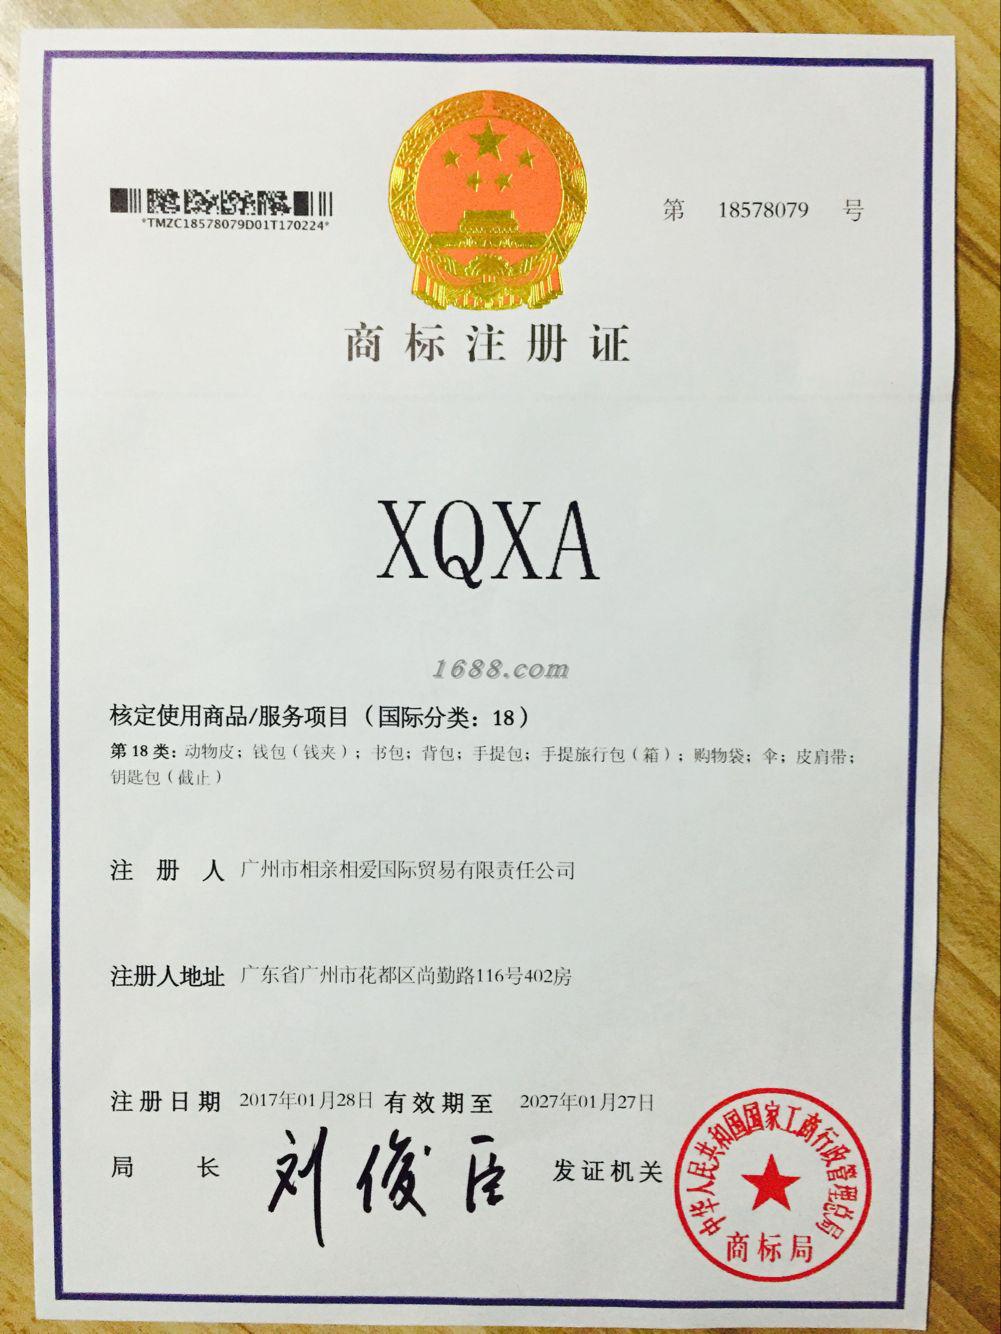 *TMZC18578079D01T170224*
第 18578079 号
商标注册证
XQXA
1688.com
核定使用商品/服务项目（国际分类：18）
第 18 类：动物皮；钱包（钱夹）；书包；背包；手提包；手提旅行包（箱）；购物袋；伞；皮肩带；
钥匙包（截止）
注册人 广州市相亲相爱国际贸易有限责任公司
注册人地址 广东省广州市花都区尚勤路116号402房
注册日期 2017年01月28日 有效期至 2027年01月27日
局长 刘俊臣 发证机关
中华人民共和国国家工商行政管理总局
商标局